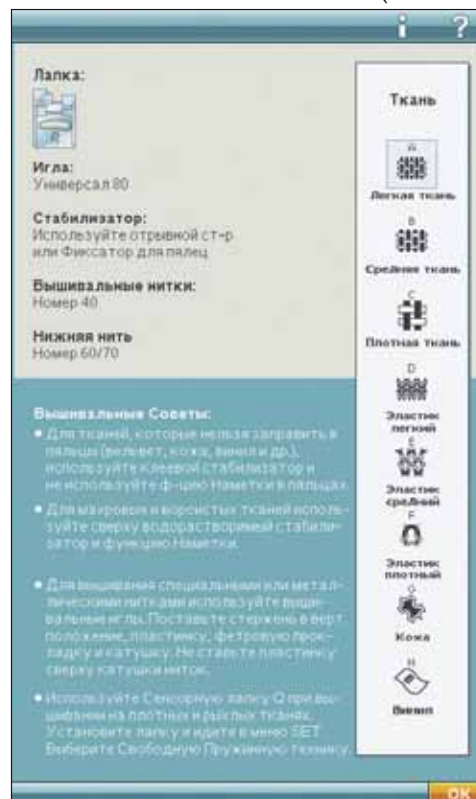 i ?
Лапка:
Игла:
Универсал 80
Стабилизатор:
Используйте отрывной ст-р
или Фиксатор для пялец
Вышивальные нитки:
Номер 40
Нижняя нить
Номер 60/70
Вышивальные Советы:
• Для тканей, которые нельзя заправить в
пяльцы (вельвет, кожа, винил и др.),
используйте клеевой стабилизатор и
не используйте ф-цию Наметки в пяльцах.
• Для махровых и ворсистых тканей исполь-
зуйте сверху водорастворимый стабили-
затор и функцию Наметки.
• Для вышивания специальными или метал-
лическими нитками используйте выши-
вальные иглы. Поставьте стержень в верт.
положение, пластинку, фетровую прок-
ладку и катушку. Не ставьте пластинку
сверху катушки ниток.
• Используйте Сенсорную лапку Q при вы-
шивании на плотных и рыхлых тканях.
Установите лапку и идите в меню SET
Выберите Свободную Пружинную технику.
Ткань
A
Легкая ткань
B
Средняя ткань
C
Плотная ткань
D
Эластик
легкий
E
Эластик
средний
F
Эластик
плотный
G
Кожа
H
Винил
OK